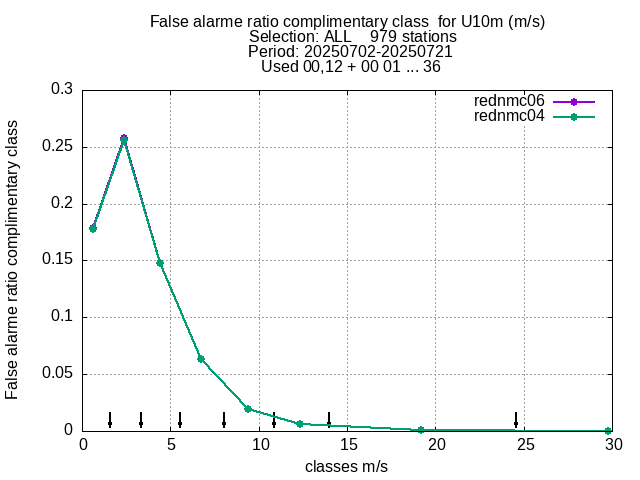 False alarme ratio complimentary class  for U10m (m/s)
Selection: ALL    979 stations
Period: 20250702-20250721
Used 00,12 + 00 01 ... 36
rednmc06
rednmc04
False alarme ratio complimentary class
0.3
0.25
0.2
0.15
0.1
0.05
0
0 5 10 15 20 25 30
classes m/s